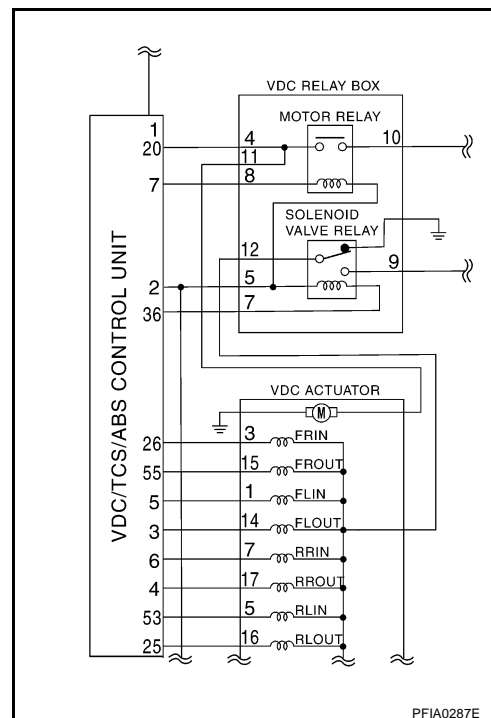 VDC RELAY BOX
MOTOR RELAY
1
20
4
10
11
7
8
SOLENOID
VALVE RELAY
12
9
2
5
36
7
VDC/TCS/ABS CONTROL UNIT
VDC ACTUATOR
M
26
3
FRIN
55
15
FROUT
5
1
FLIN
3
14
FLOUT
6
7
RRIN
4
17
RROUT
53
5
RLIN
25
16
RLOUT
PFIA0287E